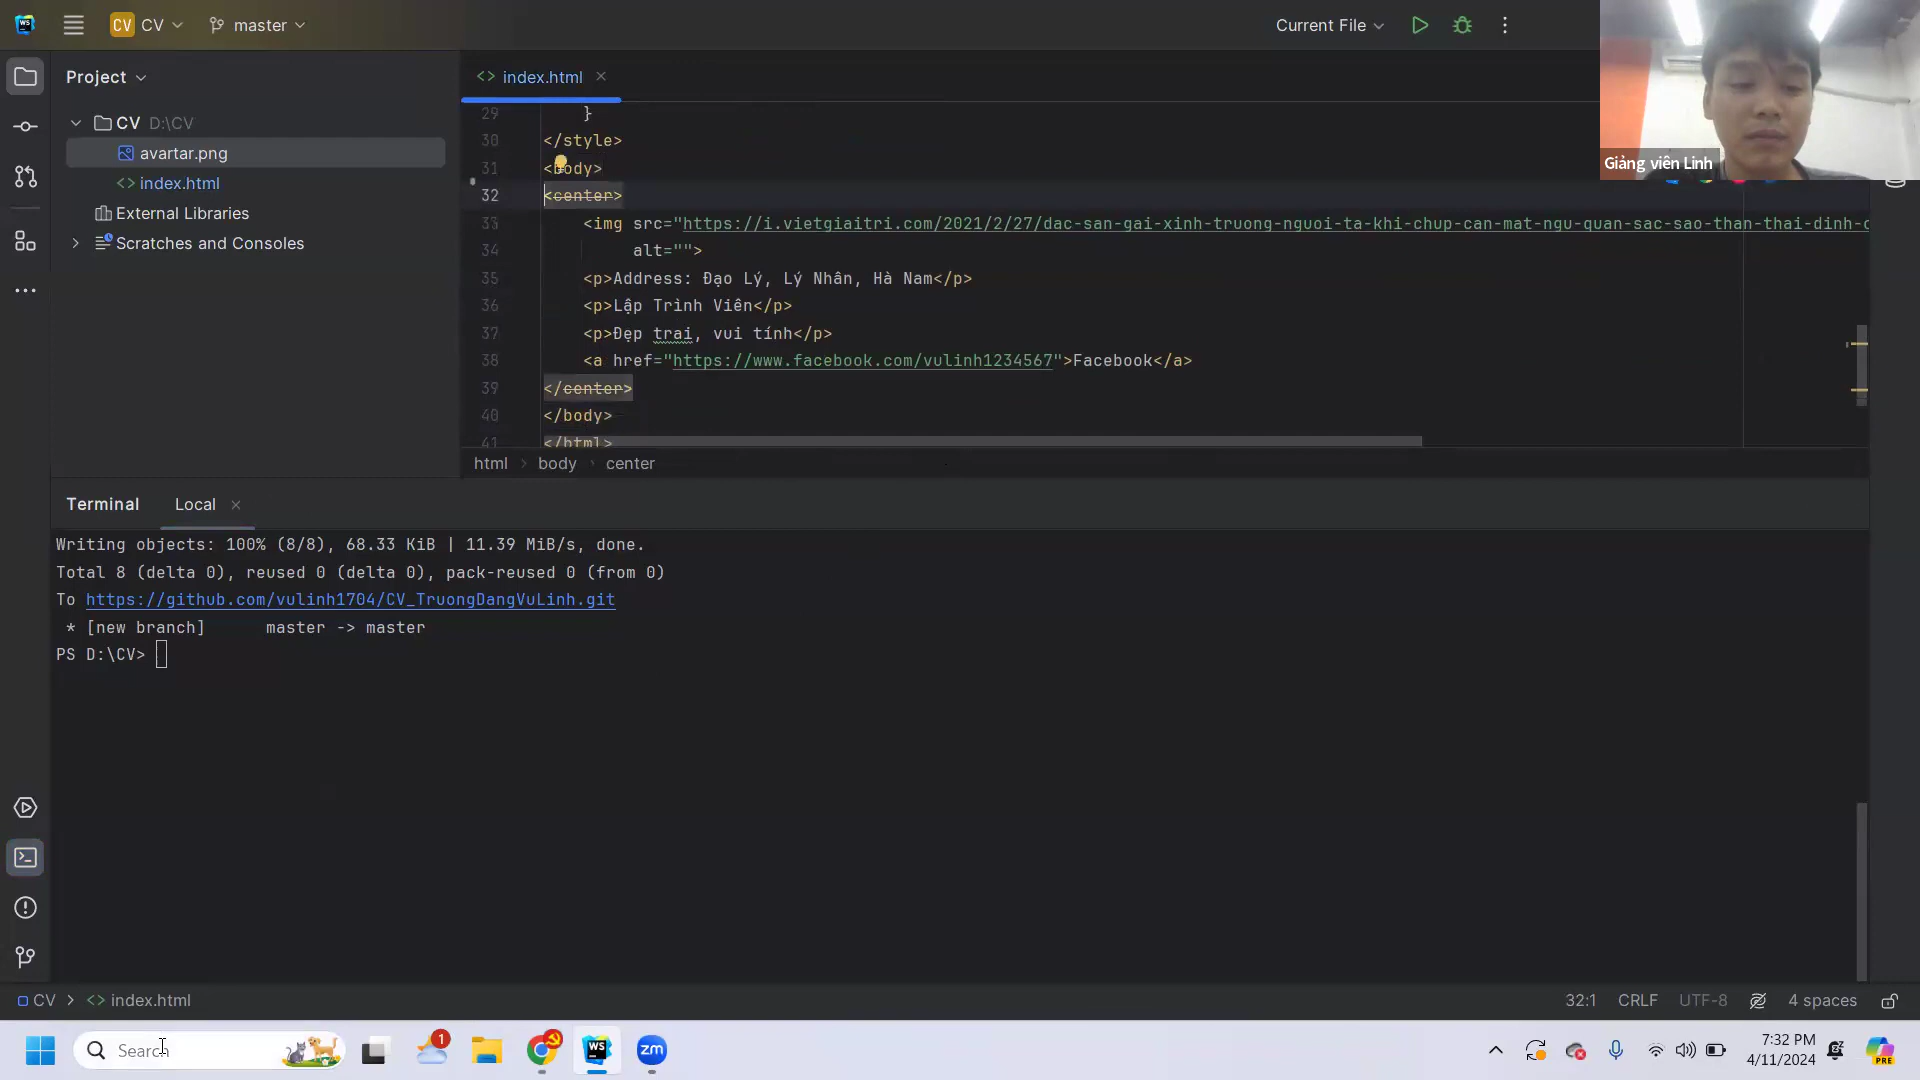 CV CV master Current File
Project
index.html
Giảng viên Linh
CV D:\CV
avartar.png
index.html
External Libraries
Scratches and Consoles
29 }
30 </style>
31 <body>
32 <center>
33 <img src="https://i.vietgiaitri.com/2021/2/27/dac-san-gai-xinh-truong-nguoi-ta-khi-chup-can-mat-ngu-quan-sac-sao-than-thai-dinh-c
34 alt="">
35 <p>Address: Đạo Lý, Lý Nhân, Hà Nam</p>
36 <p>Lập Trình Viên</p>
37 <p>Đẹp trai, vui tính</p>
38 <a href="https://www.facebook.com/vulinh1234567">Facebook</a>
39 </center>
40 </body>
41 </html>
html body center
Terminal Local
Writing objects: 100% (8/8), 68.33 KiB | 11.39 MiB/s, done.
Total 8 (delta 0), reused 0 (delta 0), pack-reused 0 (from 0)
To https://github.com/vulinh1704/CV_TruongDangVuLinh.git
* [new branch] master -> master
PS D:\CV>
CV > index.html
32:1 CRLF UTF-8 4 spaces
Search
1
WS
zm
7:32 PM
4/11/2024
PRE